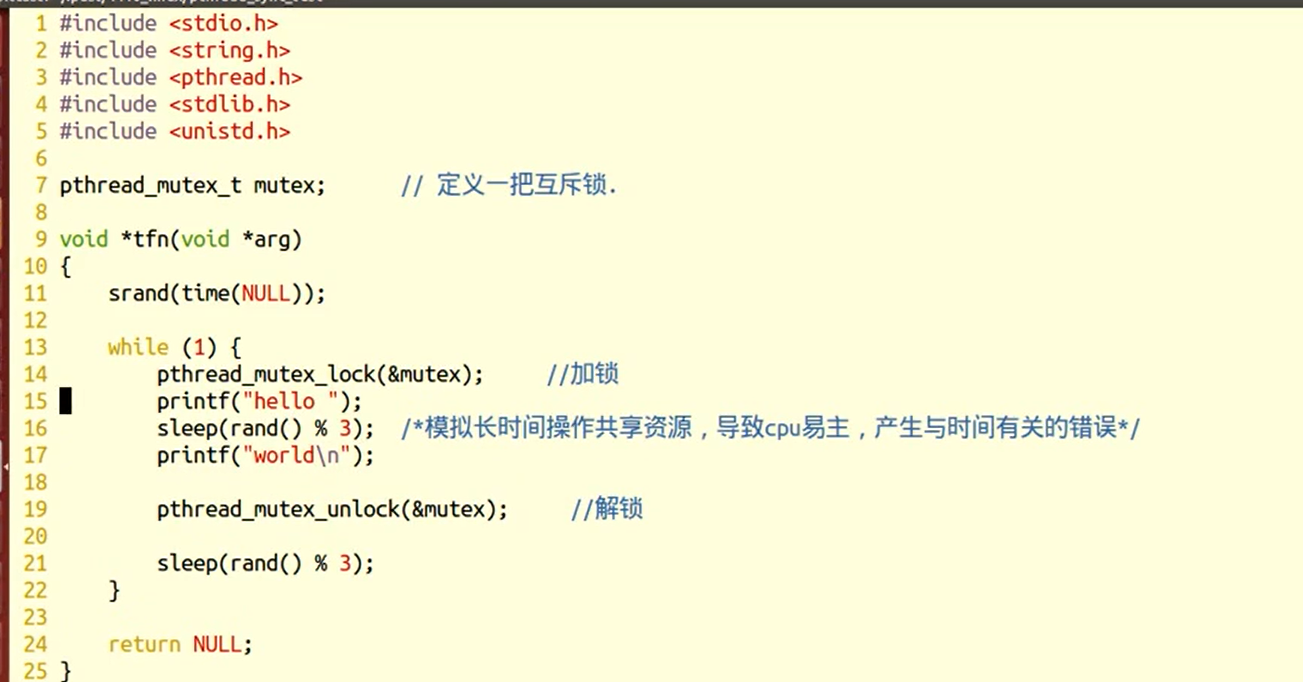 1 #include <stdio.h>
2 #include <string.h>
3 #include <pthread.h>
4 #include <stdlib.h>
5 #include <unistd.h>
6
7 pthread_mutex_t mutex;      // 定义一把互斥锁.
8
9 void *tfn(void *arg)
10 {
11     srand(time(NULL));
12
13     while (1) {
14         pthread_mutex_lock(&mutex);     //加锁
15         printf("hello ");
16         sleep(rand() % 3);  /*模拟长时间操作共享资源，导致cpu易主，产生与时间有关的错误*/
17         printf("world\n");
18
19         pthread_mutex_unlock(&mutex);     //解锁
20
21         sleep(rand() % 3);
22     }
23
24     return NULL;
25 }